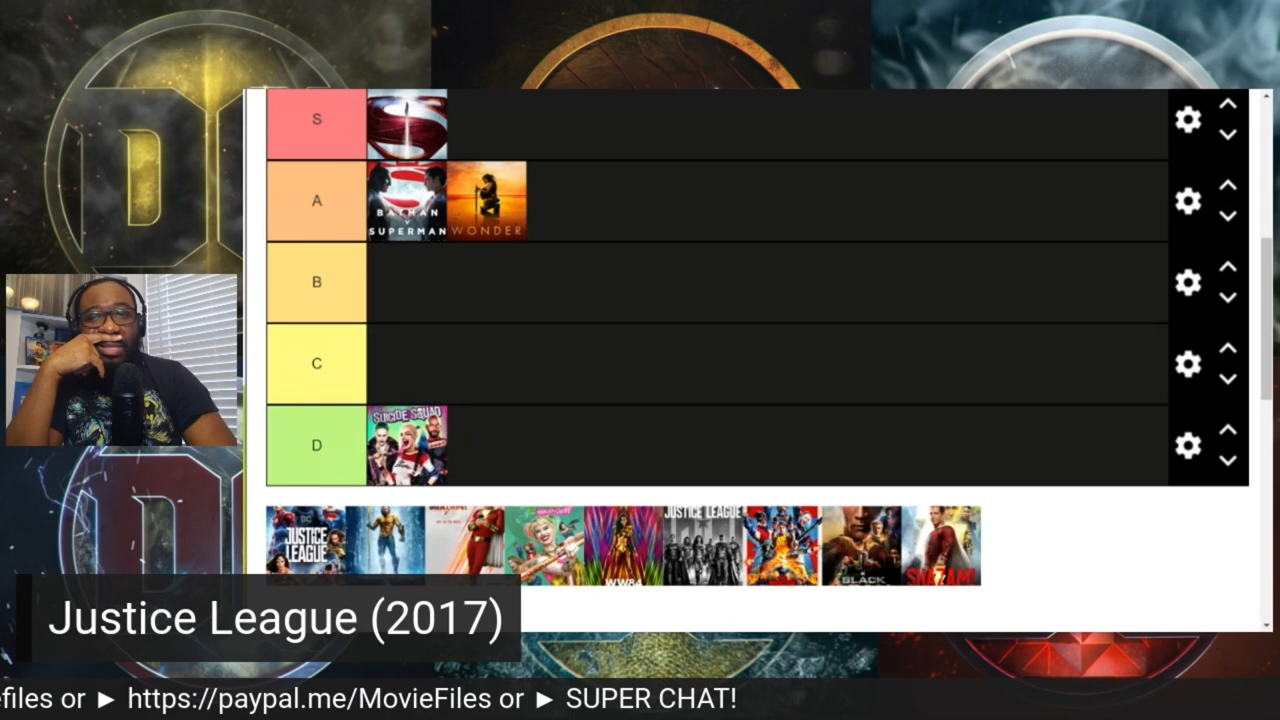 S
A
BATMAN
v
SUPERMAN
WONDER
B
C
D
SUICIDE SQUAD
JUSTICE
LEAGUE
WW84
JUSTICE LEAGUE
BLACK
SHAZAM!
Justice League (2017)
efiles or ► https://paypal.me/MovieFiles or ► SUPER CHAT!